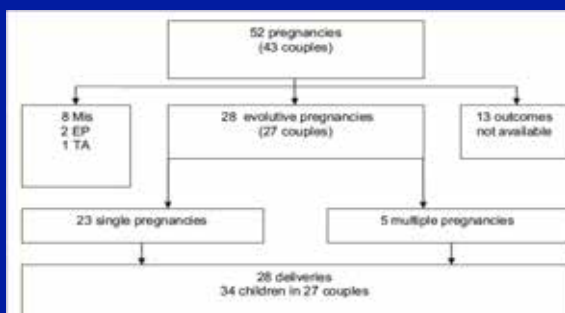 52 pregnancies
(43 couples)
8 Mis
2 EP
1 TA
28 evolutive pregnancies
(27 couples)
13 outcomes
not available
23 single pregnancies
5 multiple pregnancies
28 deliveries
34 children in 27 couples